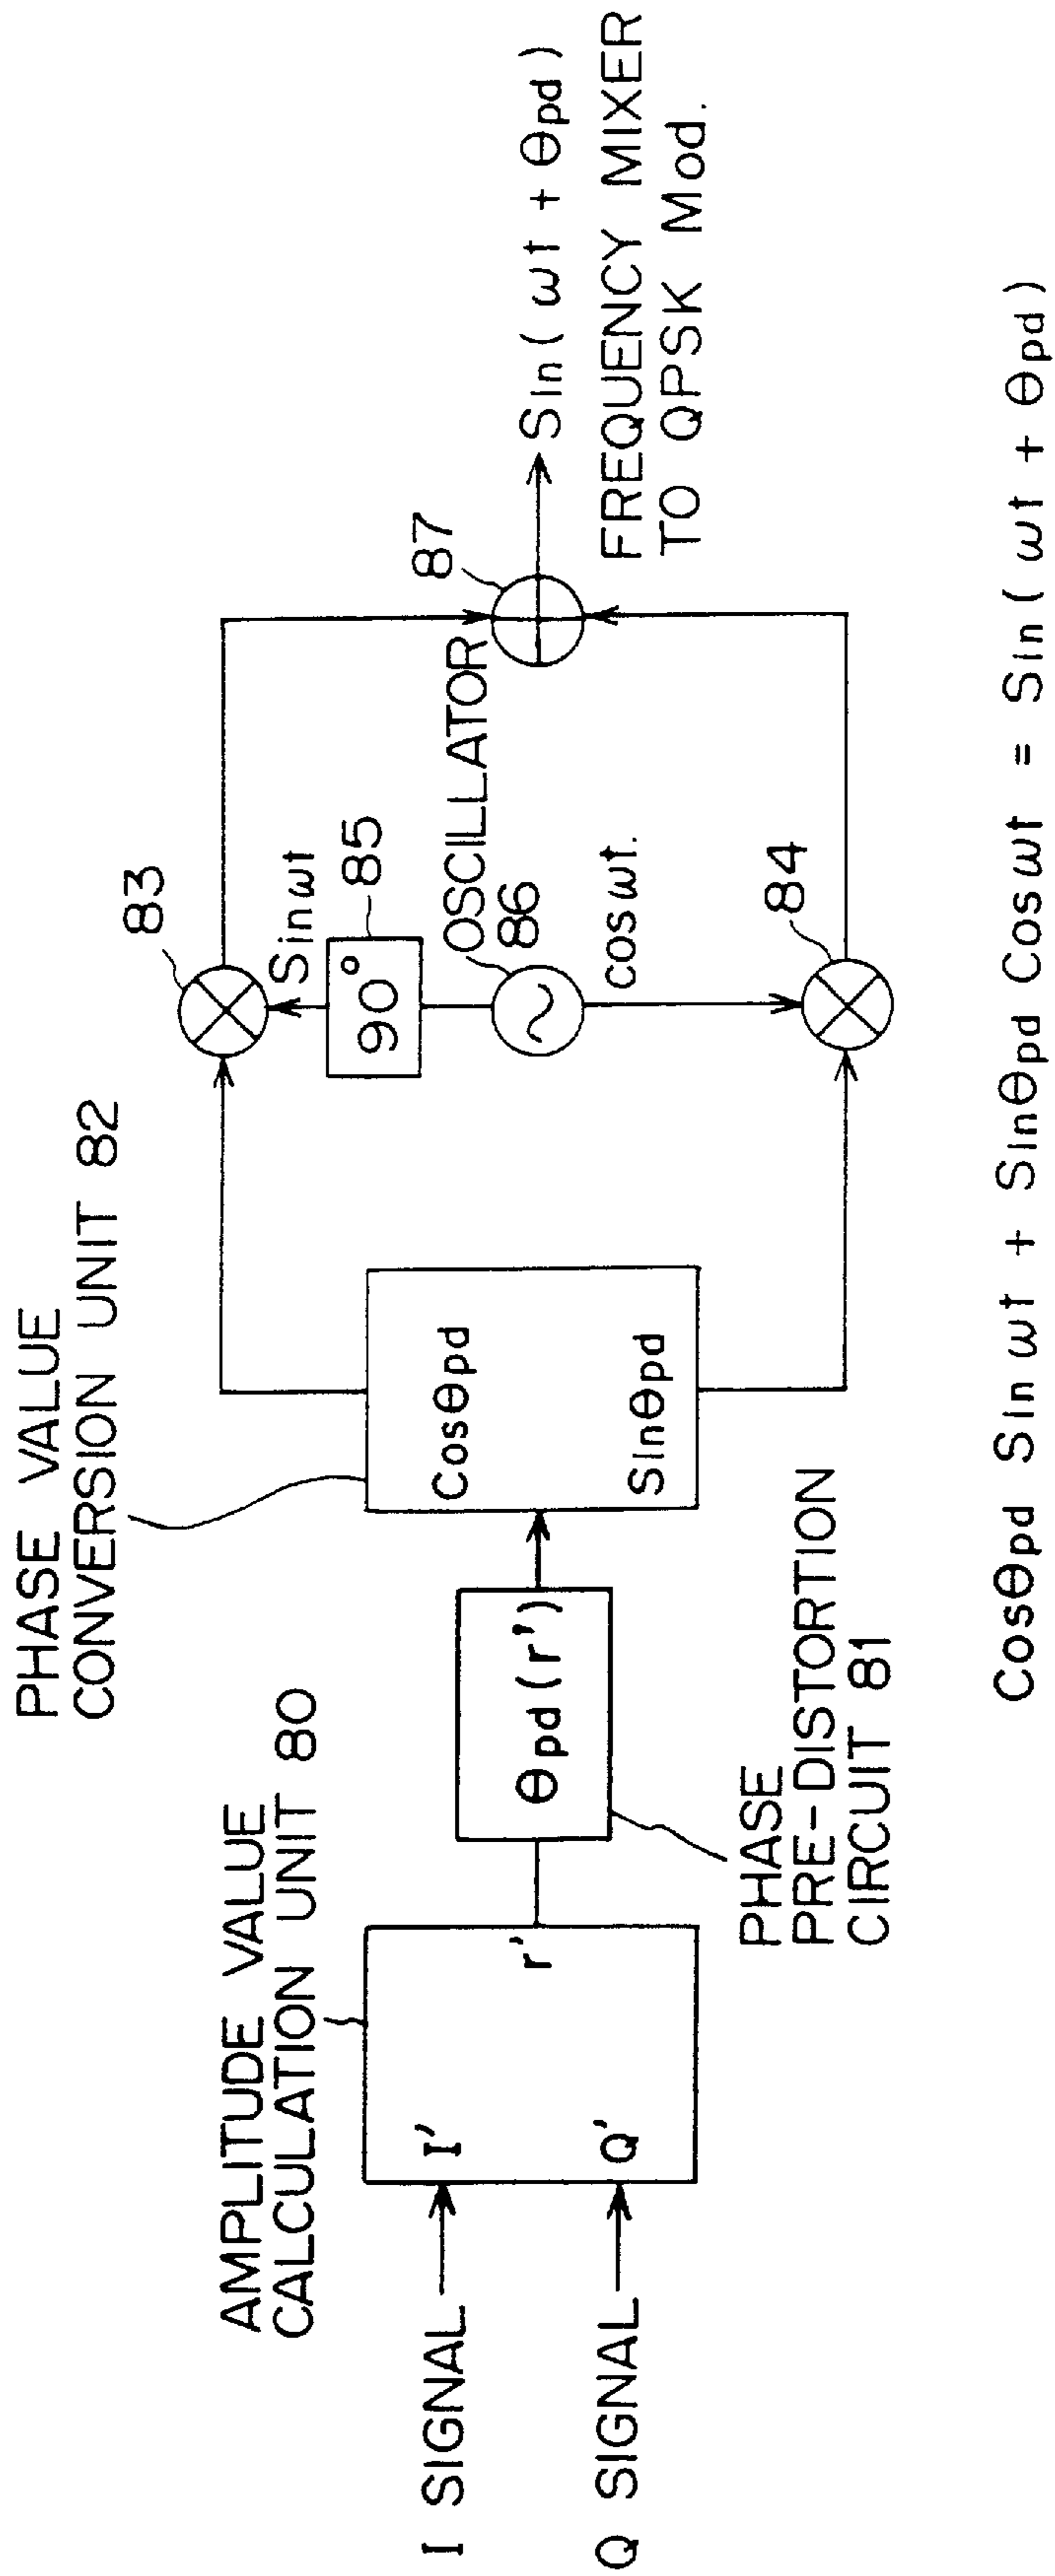 I SIGNAL
Q SIGNAL
AMPLITUDE VALUE
CALCULATION UNIT 80
I'
Q'
r'
θpd(r')
PHASE
PRE-DISTORTION
CIRCUIT 81
PHASE VALUE
CONVERSION UNIT 82
Cosθpd
Sinθpd
83
Sinωt
90°
85
OSCILLATOR
86
cosωt.
84
87
Sin(ωt+θpd)
FREQUENCY MIXER
TO QPSK Mod.
Cosθpd Sinωt + Sinθpd Cosωt = Sin(ωt + θpd)